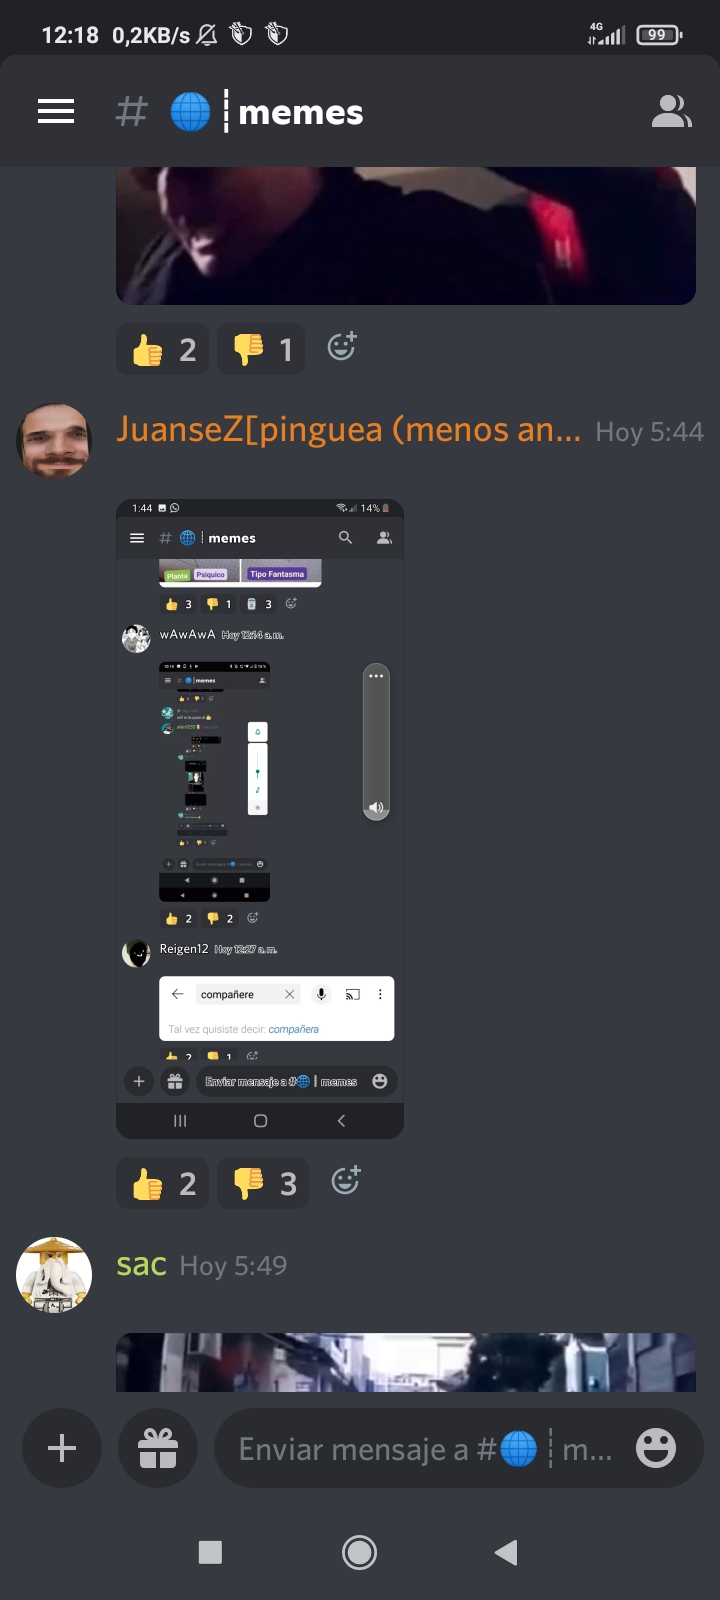 12:18 0,2KB/s 4G 99
# 🌐┆memes
👍 2 👎 1
JuanseZ[pinguea (menos an... Hoy 5:44
1:44 14%
# 🌐┆memes
Planta Psiquico Tipo Fantasma
👍 3 👎 1 3
wAwAwA Hoy 12:14 a. m.
# 🌐┆memes
👍 2 👎 2
Reigen12 Hoy 12:27 a. m.
compañere
Tal vez quisiste decir: compañera
👍 2 👎 1
Enviar mensaje a #🌐┆memes
👍 2 👎 3
sac Hoy 5:49
Enviar mensaje a #🌐┆m...